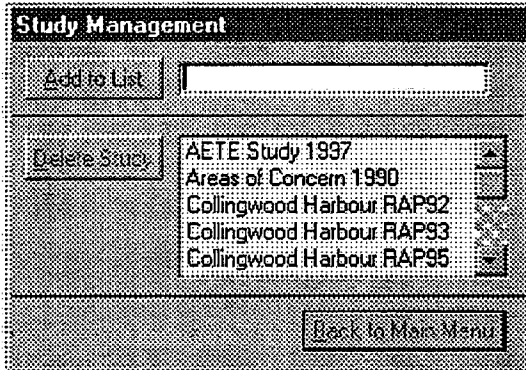 Study Management
Add to List
Delete Study
AETE Study 1997
Areas of Concern 1990
Collingwood Harbour RAP92
Collingwood Harbour RAP93
Collingwood Harbour RAP95
Back to Main Menu